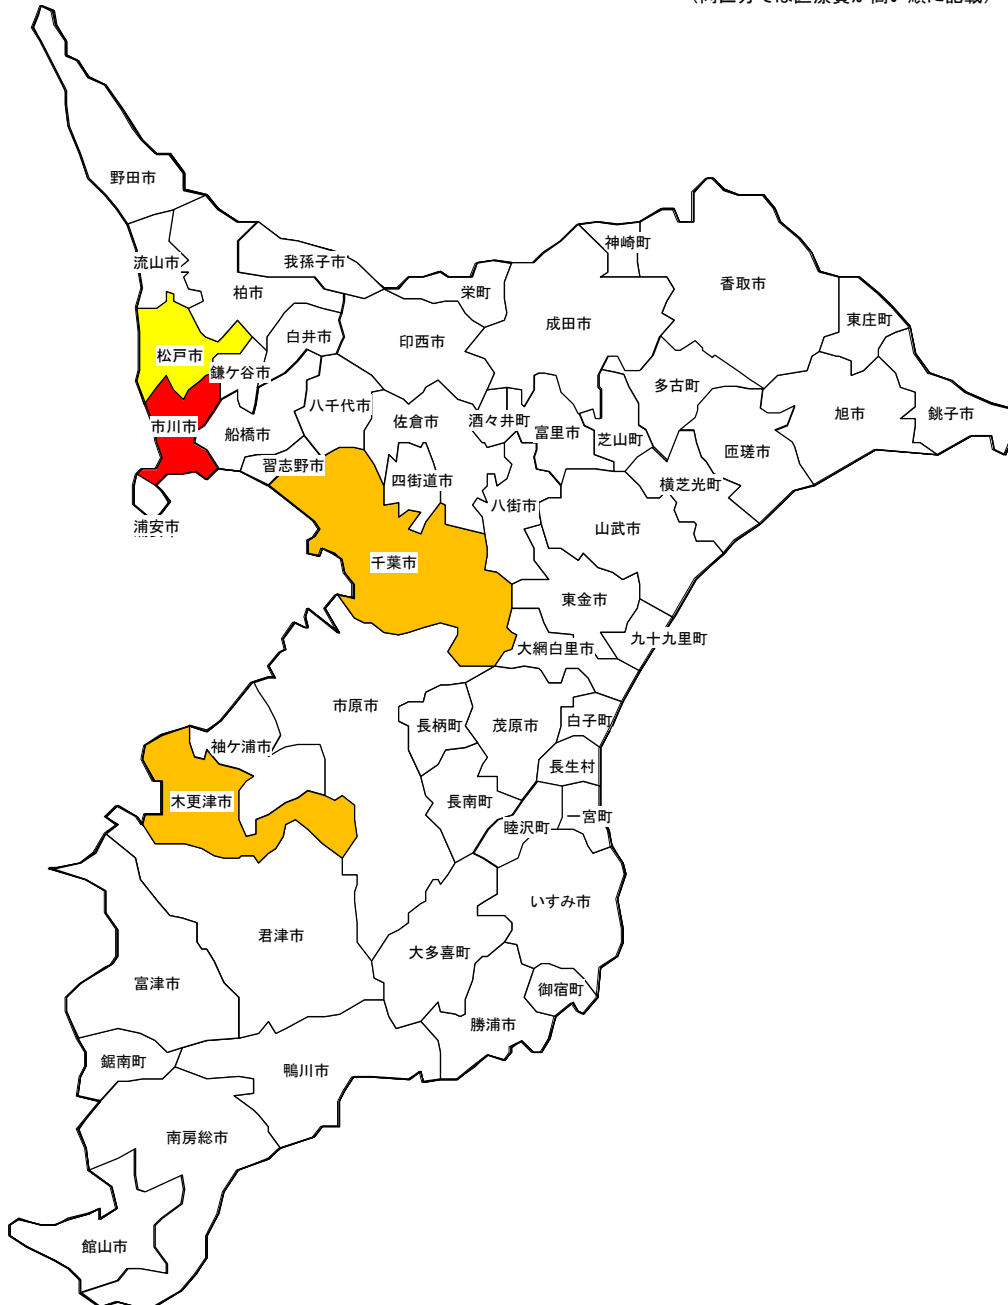 野田市
神崎町
流山市
我孫子市
香取市
柏市
栄町
東庄町
成田市
白井市
印西市
松戸市
鎌ケ谷市
多古町
八千代市
佐倉市
酒々井町
旭市
銚子市
市川市
船橋市
富里市
芝山町
匝瑳市
習志野市
四街道市
横芝光町
八街市
浦安市
山武市
千葉市
東金市
九十九里町
大網白里市
市原市
長柄町
茂原市
白子町
袖ケ浦市
長生村
木更津市
長南町
一宮町
睦沢町
いすみ市
君津市
大多喜町
富津市
御宿町
勝浦市
鋸南町
鴨川市
南房総市
館山市